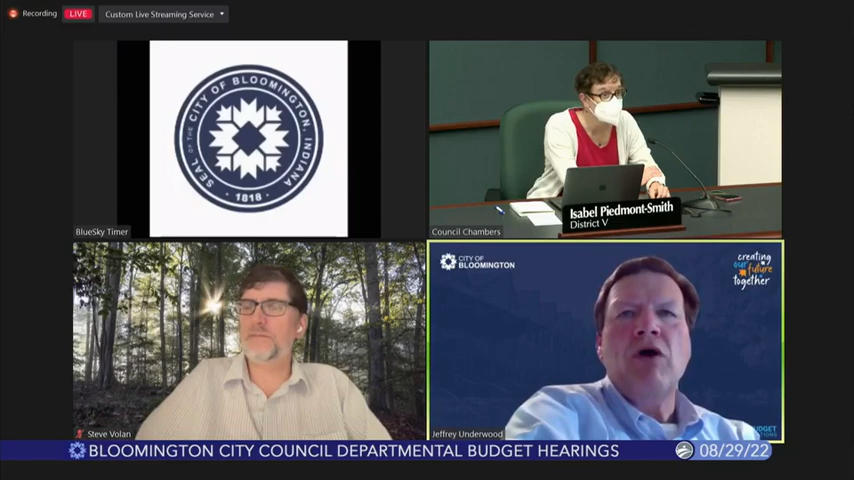 Recording
LIVE
Custom Live Streaming Service
SEAL OF THE CITY OF BLOOMINGTON, INDIANA
1818
BlueSky Timer
Isabel Piedmont-Smith
District V
Council Chambers
Steve Volan
CITY OF
BLOOMINGTON
creating
our future
together
Jeffrey Underwood
BLOOMINGTON CITY COUNCIL DEPARTMENTAL BUDGET HEARINGS
08/29/22